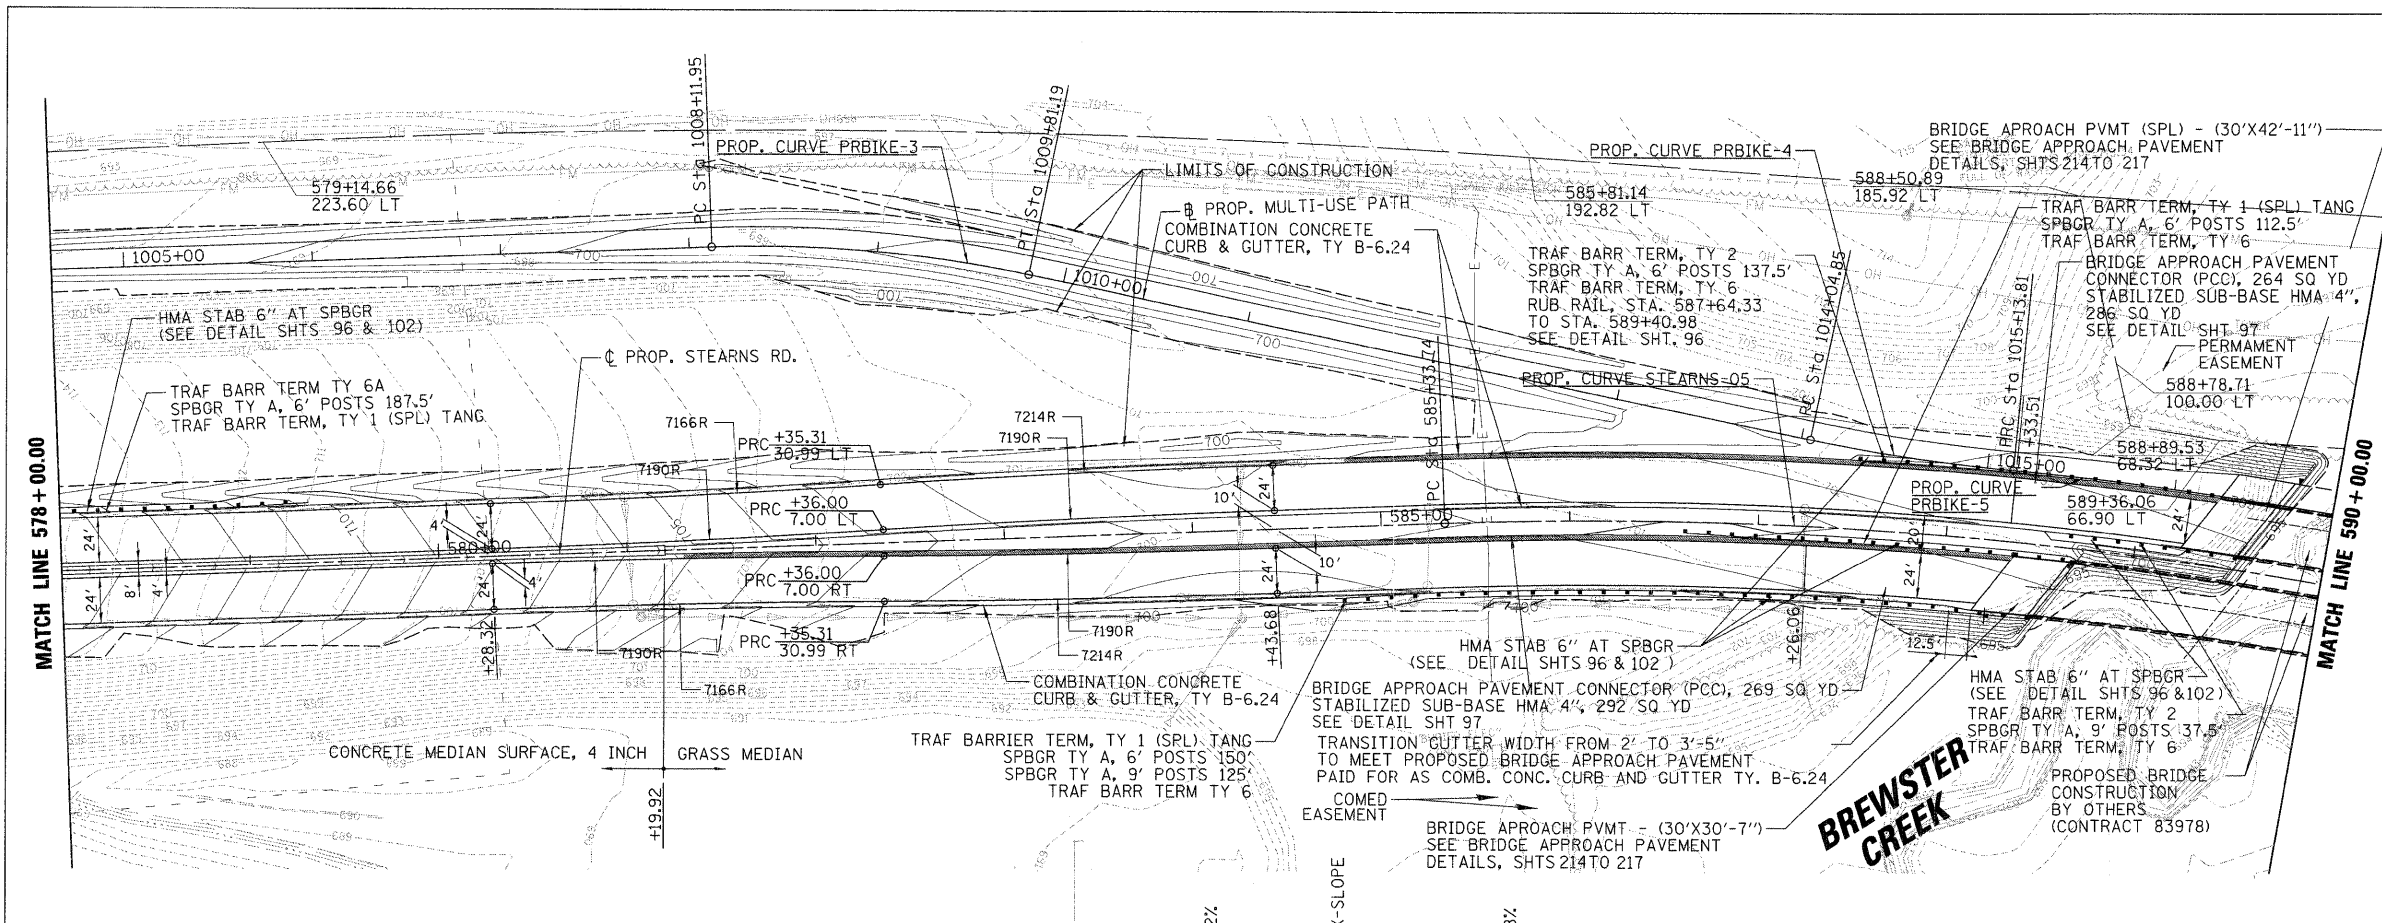 MATCH LINE 578+00.00
579+14.66
223.60 LT
1005+00
PC Sta 1008+11.95
PROP. CURVE PRBIKE-3
PT Sta 1009+81.19
LIMITS OF CONSTRUCTION
PROP. MULTI-USE PATH
COMBINATION CONCRETE
CURB & GUTTER, TY B-6.24
1010+00
PROP. CURVE PRBIKE-4
585+81.14
192.82 LT
588+50.89
185.92 LT
BRIDGE APROACH PVMT (SPL) - (30'X42'-11")
SEE BRIDGE APPROACH PAVEMENT
DETAILS, SHTS 214 TO 217
TRAF BARR TERM, TY 1 (SPL) TANG
SPBGR TY A, 6' POSTS 112.5'
TRAF BARR TERM, TY 6
BRIDGE APPROACH PAVEMENT
CONNECTOR (PCC), 264 SQ YD
STABILIZED SUB-BASE HMA 4",
286 SQ YD
SEE DETAIL SHT 97
PERMAMENT
EASEMENT
TRAF BARR TERM, TY 2
SPBGR TY A, 6' POSTS 137.5'
TRAF BARR TERM, TY 6
RUB RAIL, STA. 587+64.33
TO STA. 589+40.98
SEE DETAIL SHT. 96
PC Sta 1014+04.85
PRC Sta 1015+13.81
+33.51
588+78.71
100.00 LT
588+89.53
68.32 LT
1015+00
PROP. CURVE
PRBIKE-5
589+36.06
66.90 LT
MATCH LINE 590+00.00
HMA STAB 6" AT SPBGR
(SEE DETAIL SHTS 96 & 102)
℄ PROP. STEARNS RD.
TRAF BARR TERM TY 6A
SPBGR TY A, 6' POSTS 187.5'
TRAF BARR TERM, TY 1 (SPL) TANG
PROP. CURVE STEARNS-05
PC Sta 585+33.74
7166R
7190R
PRC +35.31
30.99 LT
7214R
7190R
PRC +36.00
7.00 LT
PRC +36.00
7.00 RT
PRC +35.31
30.99 RT
24'
24'
8'
4'
4'
24'
580+00
24'
4'
+28.32
7190R
7166R
10'
24'
24'
10'
+43.68
585+00
7190R
7214R
20'
24'
24'
+26.06
12.5'
COMBINATION CONCRETE
CURB & GUTTER, TY B-6.24
CONCRETE MEDIAN SURFACE, 4 INCH
GRASS MEDIAN
+19.92
TRAF BARRIER TERM, TY 1 (SPL) TANG
SPBGR TY A, 6' POSTS 150'
SPBGR TY A, 9' POSTS 125'
TRAF BARR TERM TY 6
HMA STAB 6" AT SPBGR
(SEE DETAIL SHTS 96 & 102 )
BRIDGE APPROACH PAVEMENT CONNECTOR (PCC), 269 SQ YD
STABILIZED SUB-BASE HMA 4", 292 SQ YD
SEE DETAIL SHT 97
TRANSITION GUTTER WIDTH FROM 2' TO 3'-5"
TO MEET PROPOSED BRIDGE APPROACH PAVEMENT
PAID FOR AS COMB. CONC. CURB AND GUTTER TY. B-6.24
COMED
EASEMENT
BRIDGE APROACH PVMT - (30'X30'-7")
SEE BRIDGE APPROACH PAVEMENT
DETAILS, SHTS 214 TO 217
BREWSTER
CREEK
HMA STAB 6" AT SPBGR
(SEE DETAIL SHTS 96 & 102)
TRAF BARR TERM, TY 2
SPBGR TY A, 9' POSTS 37.5'
TRAF BARR TERM, TY 6
PROPOSED BRIDGE
CONSTRUCTION
BY OTHERS
(CONTRACT 83978)
X-SLOPE